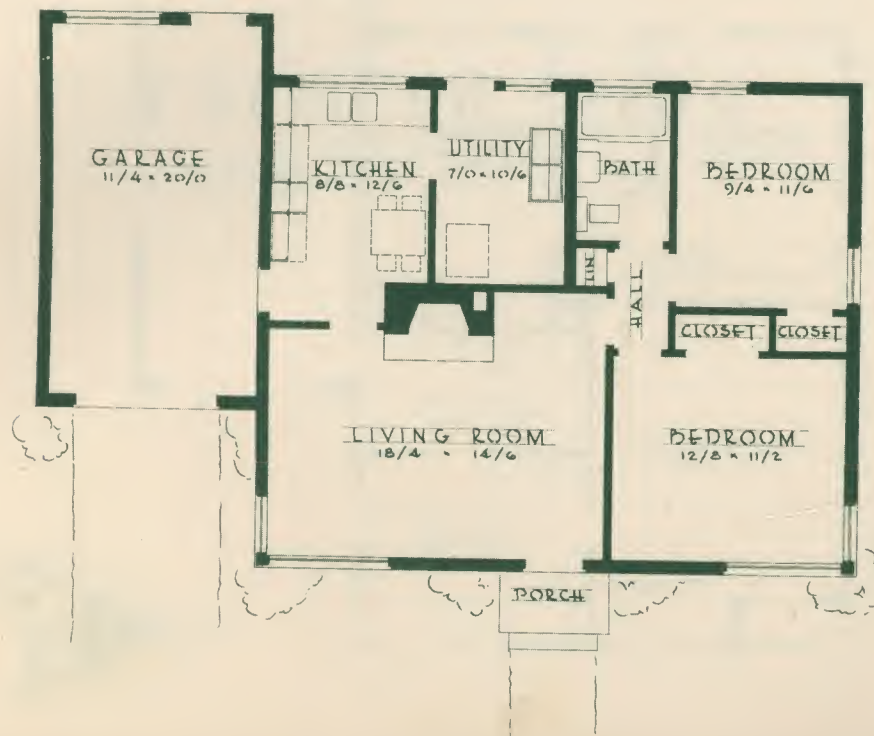 GARAGE
11/4 x 20/0
KITCHEN
8/8 x 12/6
UTILITY
7/0 x 10/6
BATH
BEDROOM
9/4 x 11/6
LIN
HALL
CLOSET
CLOSET
LIVING ROOM
18/4 x 14/6
BEDROOM
12/8 x 11/2
PORCH